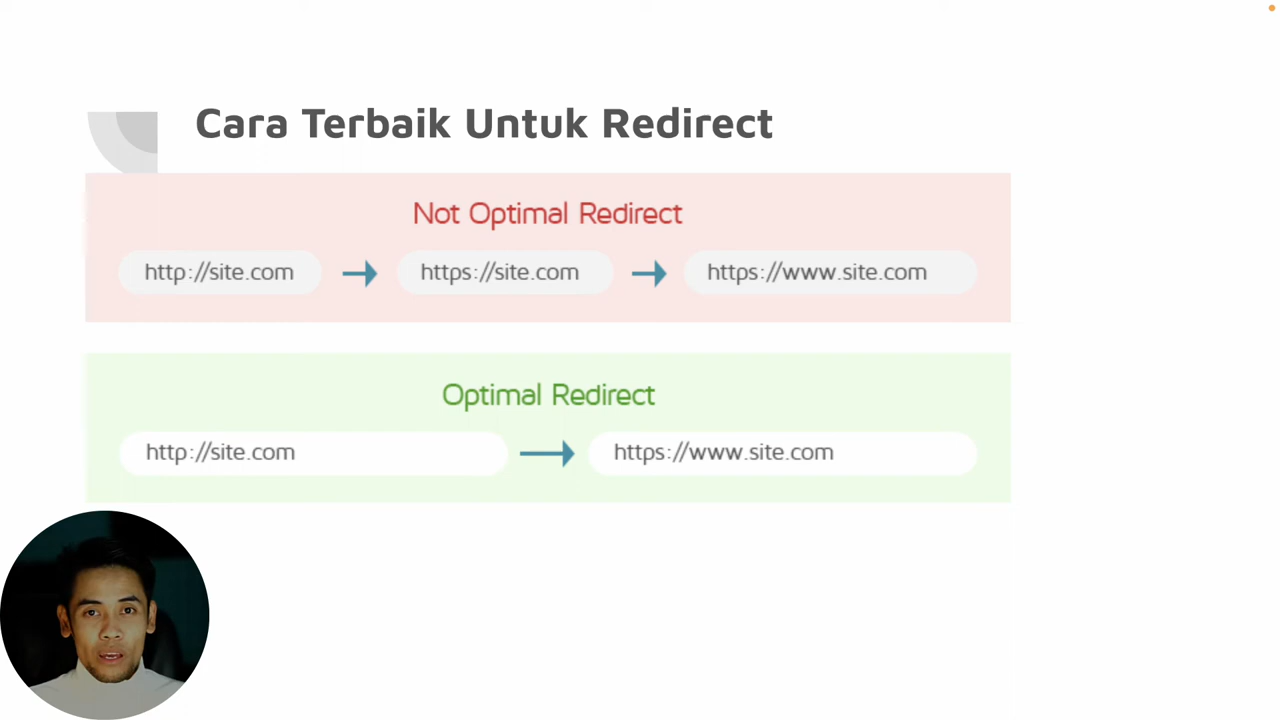 Cara Terbaik Untuk Redirect
Not Optimal Redirect
http://site.com
https://site.com
https://www.site.com
Optimal Redirect
http://site.com
https://www.site.com